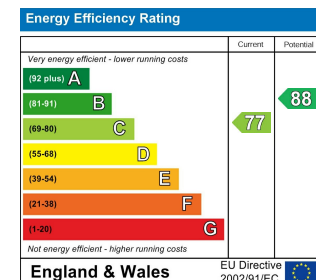 Energy Efficiency Rating
Current Potential
Very energy efficient - lower running costs
(92 plus) A
(81-91) B
88
(69-80) C
77
(55-68) D
(39-54) E
(21-38) F
(1-20) G
Not energy efficient - higher running costs
England & Wales
EU Directive
2002/91/EC